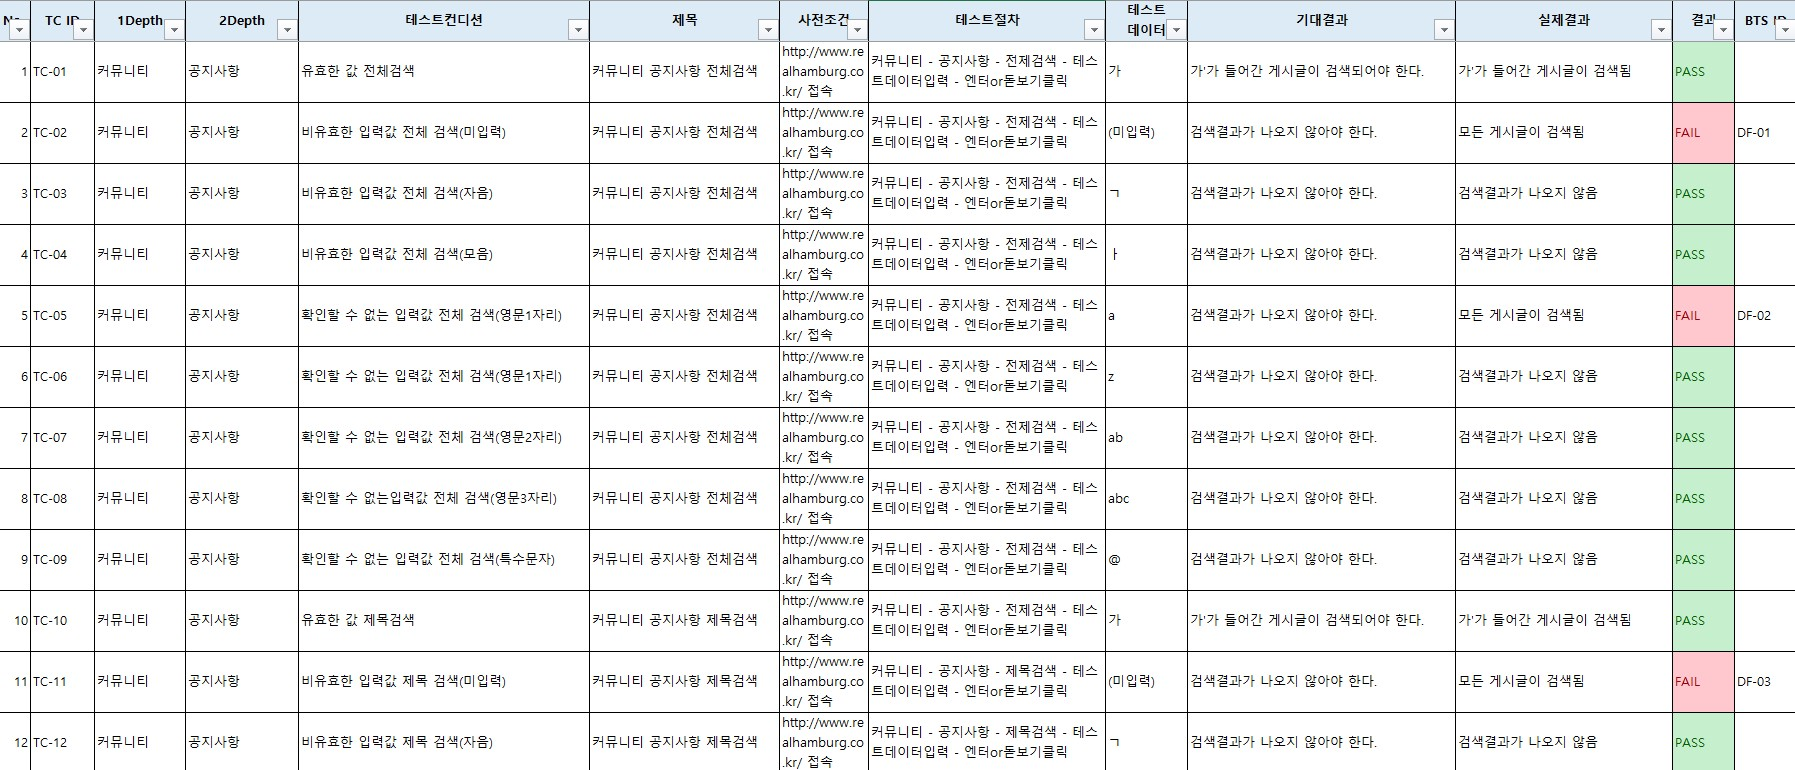 No TC ID 1Depth 2Depth 테스트컨디션 제목 사전조건 테스트절차 테스트 데이터 기대결과 실제결과 결과 BTS ID
1 TC-01 커뮤니티 공지사항 유효한 값 전체검색 커뮤니티 공지사항 전체검색 http://www.realhamburg.co.kr/ 접속 커뮤니티 - 공지사항 - 전제검색 - 테스트데이터입력 - 엔터or돋보기클릭 가 가'가 들어간 게시글이 검색되어야 한다. 가'가 들어간 게시글이 검색됨 PASS
2 TC-02 커뮤니티 공지사항 비유효한 입력값 전체 검색(미입력) 커뮤니티 공지사항 전체검색 http://www.realhamburg.co.kr/ 접속 커뮤니티 - 공지사항 - 전제검색 - 테스트데이터입력 - 엔터or돋보기클릭 (미입력) 검색결과가 나오지 않아야 한다. 모든 게시글이 검색됨 FAIL DF-01
3 TC-03 커뮤니티 공지사항 비유효한 입력값 전체 검색(자음) 커뮤니티 공지사항 전체검색 http://www.realhamburg.co.kr/ 접속 커뮤니티 - 공지사항 - 전제검색 - 테스트데이터입력 - 엔터or돋보기클릭 ㄱ 검색결과가 나오지 않아야 한다. 검색결과가 나오지 않음 PASS
4 TC-04 커뮤니티 공지사항 비유효한 입력값 전체 검색(모음) 커뮤니티 공지사항 전체검색 http://www.realhamburg.co.kr/ 접속 커뮤니티 - 공지사항 - 전제검색 - 테스트데이터입력 - 엔터or돋보기클릭 ㅏ 검색결과가 나오지 않아야 한다. 검색결과가 나오지 않음 PASS
5 TC-05 커뮤니티 공지사항 확인할 수 없는 입력값 전체 검색(영문1자리) 커뮤니티 공지사항 전체검색 http://www.realhamburg.co.kr/ 접속 커뮤니티 - 공지사항 - 전제검색 - 테스트데이터입력 - 엔터or돋보기클릭 a 검색결과가 나오지 않아야 한다. 모든 게시글이 검색됨 FAIL DF-02
6 TC-06 커뮤니티 공지사항 확인할 수 없는 입력값 전체 검색(영문1자리) 커뮤니티 공지사항 전체검색 http://www.realhamburg.co.kr/ 접속 커뮤니티 - 공지사항 - 전제검색 - 테스트데이터입력 - 엔터or돋보기클릭 z 검색결과가 나오지 않아야 한다. 검색결과가 나오지 않음 PASS
7 TC-07 커뮤니티 공지사항 확인할 수 없는 입력값 전체 검색(영문2자리) 커뮤니티 공지사항 전체검색 http://www.realhamburg.co.kr/ 접속 커뮤니티 - 공지사항 - 전제검색 - 테스트데이터입력 - 엔터or돋보기클릭 ab 검색결과가 나오지 않아야 한다. 검색결과가 나오지 않음 PASS
8 TC-08 커뮤니티 공지사항 확인할 수 없는입력값 전체 검색(영문3자리) 커뮤니티 공지사항 전체검색 http://www.realhamburg.co.kr/ 접속 커뮤니티 - 공지사항 - 전제검색 - 테스트데이터입력 - 엔터or돋보기클릭 abc 검색결과가 나오지 않아야 한다. 검색결과가 나오지 않음 PASS
9 TC-09 커뮤니티 공지사항 확인할 수 없는 입력값 전체 검색(특수문자) 커뮤니티 공지사항 전체검색 http://www.realhamburg.co.kr/ 접속 커뮤니티 - 공지사항 - 전제검색 - 테스트데이터입력 - 엔터or돋보기클릭 @ 검색결과가 나오지 않아야 한다. 검색결과가 나오지 않음 PASS
10 TC-10 커뮤니티 공지사항 유효한 값 제목검색 커뮤니티 공지사항 제목검색 http://www.realhamburg.co.kr/ 접속 커뮤니티 - 공지사항 - 전제검색 - 테스트데이터입력 - 엔터or돋보기클릭 가 가'가 들어간 게시글이 검색되어야 한다. 가'가 들어간 게시글이 검색됨 PASS
11 TC-11 커뮤니티 공지사항 비유효한 입력값 제목 검색(미입력) 커뮤니티 공지사항 제목검색 http://www.realhamburg.co.kr/ 접속 커뮤니티 - 공지사항 - 제목검색 - 테스트데이터입력 - 엔터or돋보기클릭 (미입력) 검색결과가 나오지 않아야 한다. 모든 게시글이 검색됨 FAIL DF-03
12 TC-12 커뮤니티 공지사항 비유효한 입력값 제목 검색(자음) 커뮤니티 공지사항 제목검색 http://www.realhamburg.co.kr/ 접속 커뮤니티 - 공지사항 - 제목검색 - 테스트데이터입력 - 엔터or돋보기클릭 ㄱ 검색결과가 나오지 않아야 한다. 검색결과가 나오지 않음 PASS